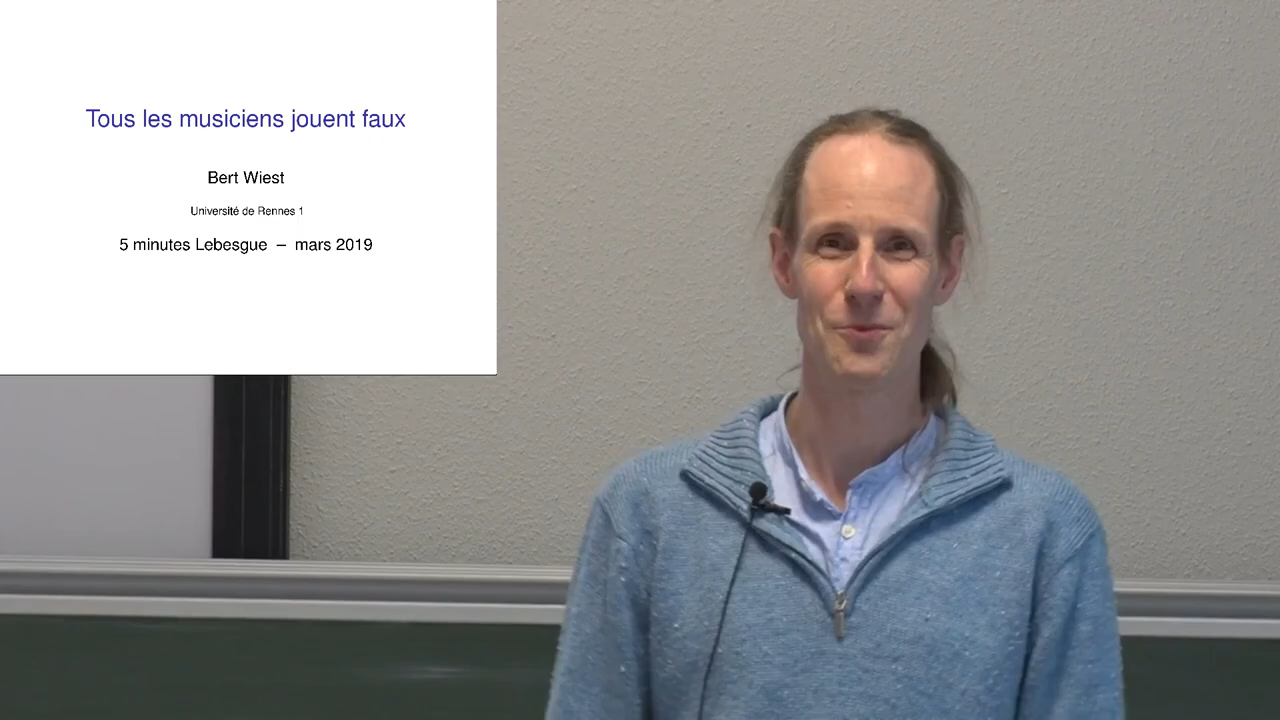 Tous les musiciens jouent faux
Bert Wiest
Université de Rennes 1
5 minutes Lebesgue – mars 2019